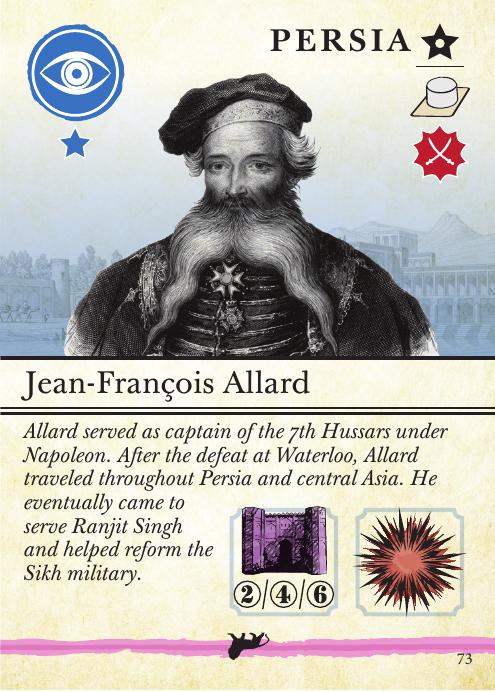 PERSIA
Jean-François Allard
Allard served as captain of the 7th Hussars under
Napoleon. After the defeat at Waterloo, Allard
traveled throughout Persia and central Asia. He
eventually came to
serve Ranjit Singh
and helped reform the
Sikh military.
2/4/6
73